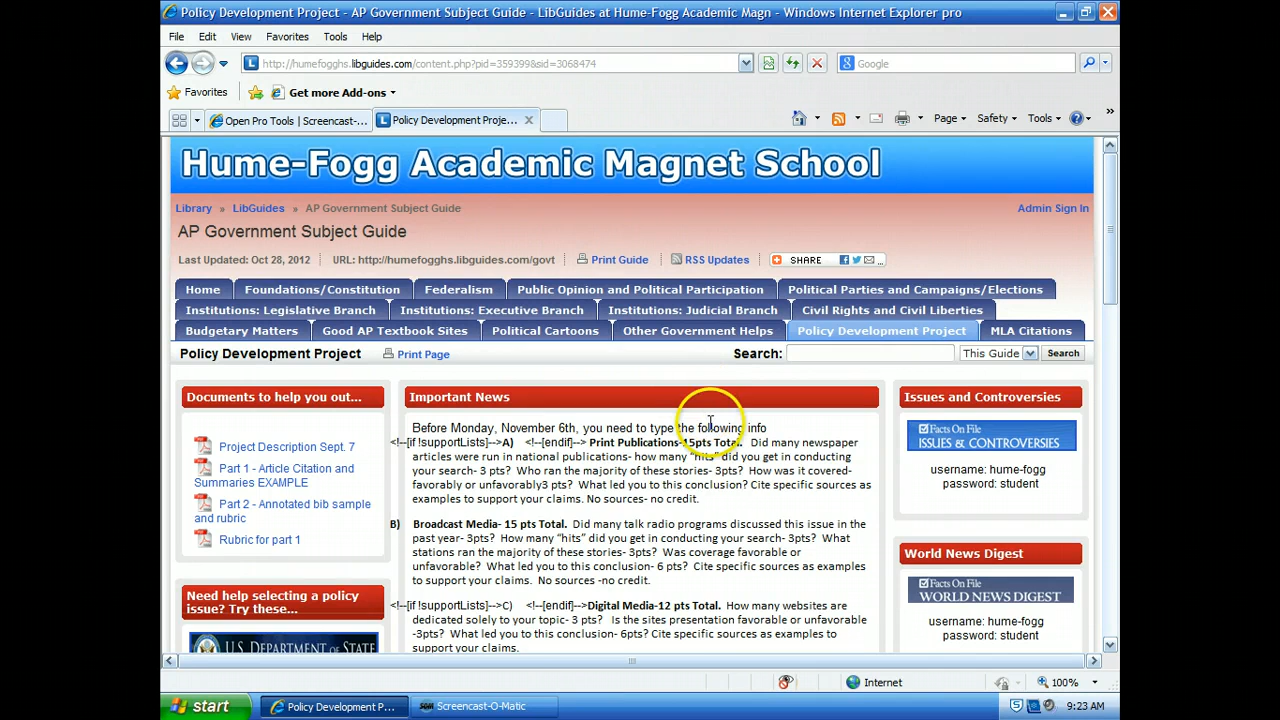 Policy Development Project - AP Government Subject Guide - LibGuides at Hume-Fogg Academic Magn - Windows Internet Explorer pro
File Edit View Favorites Tools Help
http://humefogghs.libguides.com/content.php?pid=359399&sid=3068474 Google
Favorites Get more Add-ons
Open Pro Tools | Screencast-... Policy Development Proje... Page Safety Tools
Hume-Fogg Academic Magnet School
Library » LibGuides » AP Government Subject Guide Admin Sign In
AP Government Subject Guide
Last Updated: Oct 28, 2012 URL: http://humefogghs.libguides.com/govt Print Guide RSS Updates SHARE
Home Foundations/Constitution Federalism Public Opinion and Political Participation Political Parties and Campaigns/Elections
Institutions: Legislative Branch Institutions: Executive Branch Institutions: Judicial Branch Civil Rights and Civil Liberties
Budgetary Matters Good AP Textbook Sites Political Cartoons Other Government Helps Policy Development Project MLA Citations
Policy Development Project Print Page Search: This Guide Search
Documents to help you out...
Project Description Sept. 7
Part 1 - Article Citation and
Summaries EXAMPLE
Part 2 - Annotated bib sample
and rubric
Rubric for part 1
Need help selecting a policy
issue? Try these...
U.S. DEPARTMENT OF STATE
Important News
Before Monday, November 6th, you need to type the following info
<!--[if !supportLists]-->A) <!--[endif]--> Print Publications-15pts Total. Did many newspaper
articles were run in national publications- how many "hits" did you get in conducting
your search- 3 pts? Who ran the majority of these stories- 3pts? How was it covered-
favorably or unfavorably3 pts? What led you to this conclusion? Cite specific sources as
examples to support your claims. No sources- no credit.
B) Broadcast Media- 15 pts Total. Did many talk radio programs discussed this issue in the
past year- 3pts? How many "hits" did you get in conducting your search- 3pts? What
stations ran the majority of these stories- 3pts? Was coverage favorable or
unfavorable? What led you to this conclusion- 6 pts? Cite specific sources as examples
to support your claims. No sources -no credit.
<!--[if !supportLists]-->C) <!--[endif]-->Digital Media-12 pts Total. How many websites are
dedicated solely to your topic- 3 pts? Is the sites presentation favorable or unfavorable
-3pts? What led you to this conclusion- 6pts? Cite specific sources as examples to
support your claims.
Issues and Controversies
Facts On File
ISSUES & CONTROVERSIES
username: hume-fogg
password: student
World News Digest
Facts On File
WORLD NEWS DIGEST
username: hume-fogg
password: student
Internet 100%
start Policy Development P... Screencast-O-Matic 9:23 AM